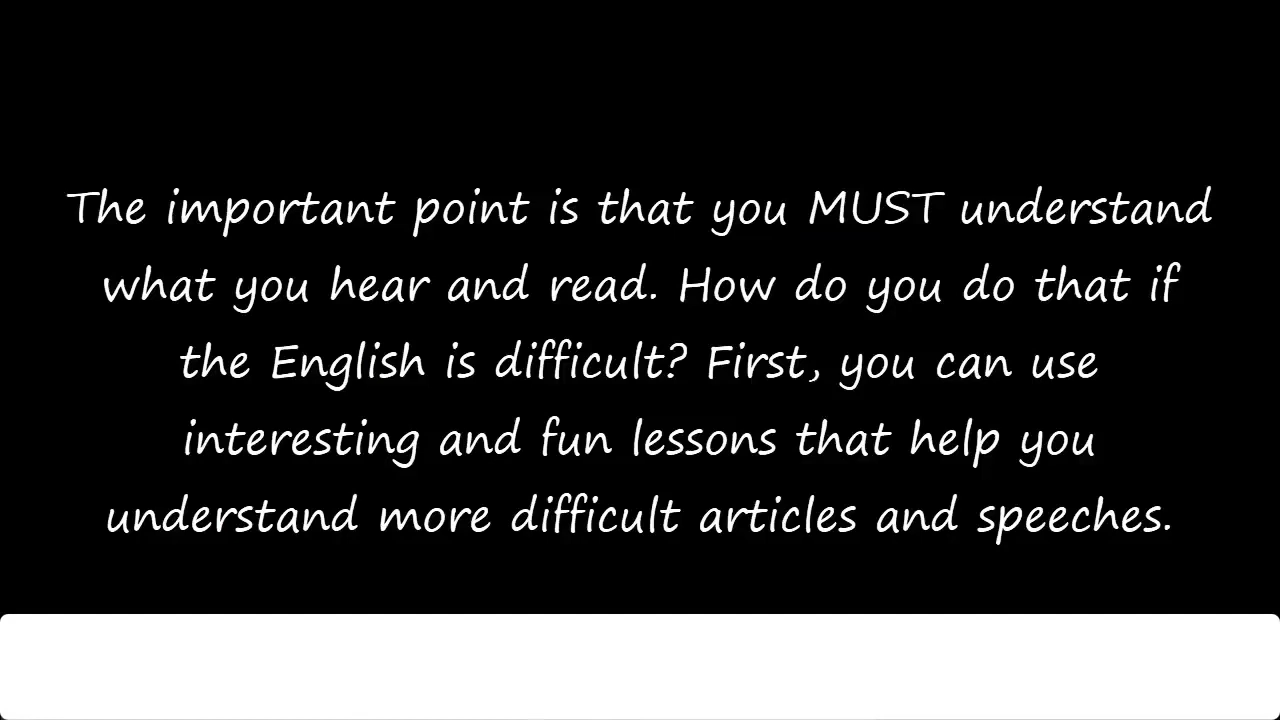 The important point is that you MUST understand
what you hear and read. How do you do that if
the English is difficult? First, you can use
interesting and fun lessons that help you
understand more difficult articles and speeches.